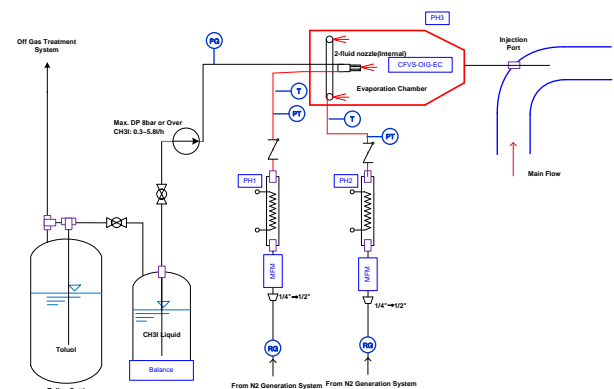 Off Gas Treatment
System
PG
PH3
Injection
Port
2-fluid nozzle(Internal)
CFVS-OIG-EC
Evaporation Chamber
T
PT
T
PT
Max. DP 8bar or Over
CH3I: 0.3~5.8l/h
Main Flow
PH1
PH2
MFM
MFM
1/4"→1/2"
1/4"→1/2"
Toluol
CH3I Liquid
Balance
RG
RG
From N2 Generation System
From N2 Generation System